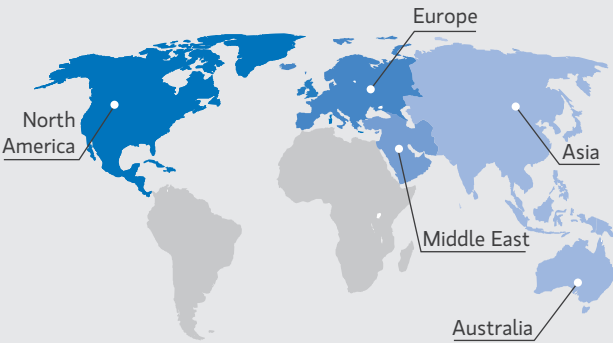 Europe
North
America
Asia
Middle East
Australia